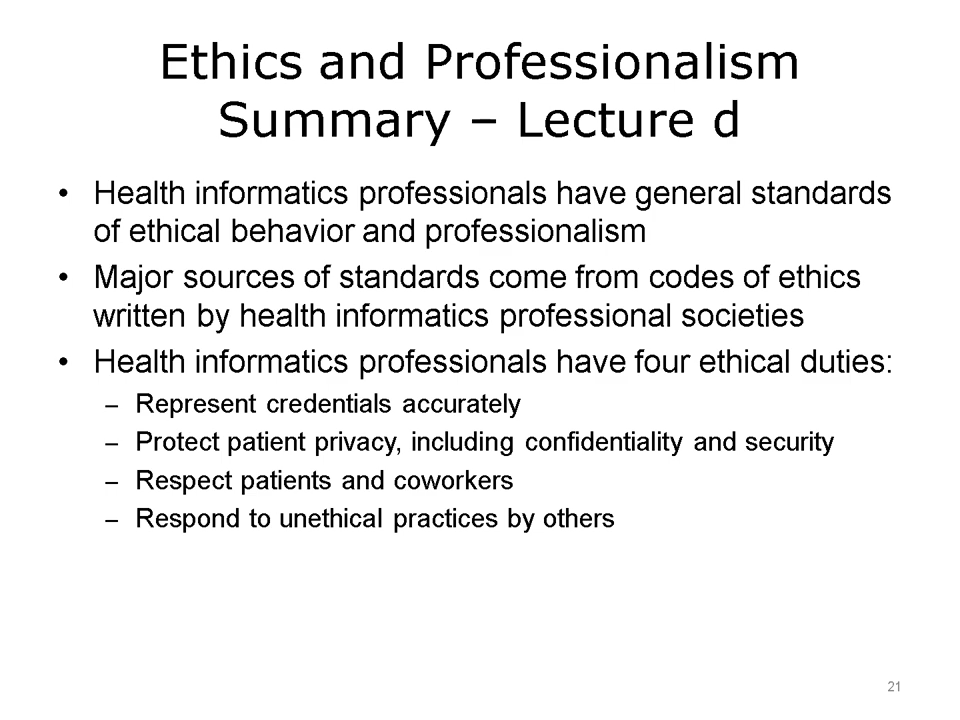 Ethics and Professionalism
Summary – Lecture d
• Health informatics professionals have general standards
of ethical behavior and professionalism
• Major sources of standards come from codes of ethics
written by health informatics professional societies
• Health informatics professionals have four ethical duties:
– Represent credentials accurately
– Protect patient privacy, including confidentiality and security
– Respect patients and coworkers
– Respond to unethical practices by others
21